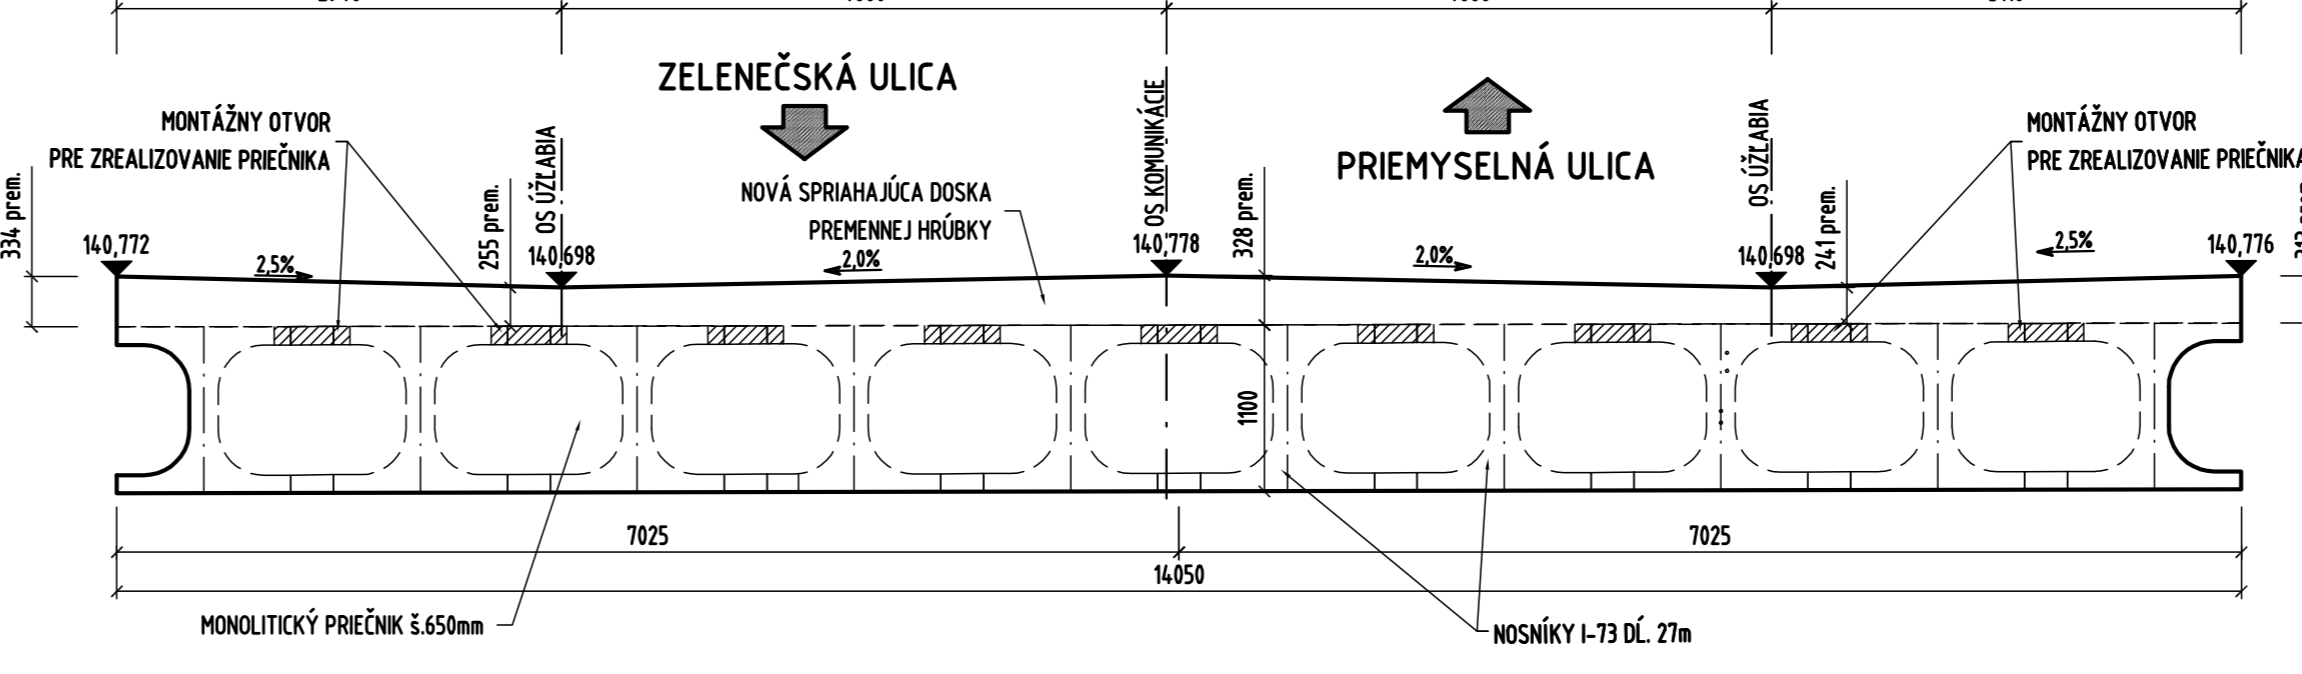 ZELENEČSKÁ ULICA
MONTÁŽNY OTVOR
PRE ZREALIZOVANIE PRIEČNIKA
334 prem.
255 prem.
OS ÚŽĽABIA
NOVÁ SPRIAHAJÚCA DOSKA
PREMENNEJ HRÚBKY
OS KOMUNIKÁCIE
328 prem.
PRIEMYSELNÁ ULICA
OS ÚŽĽABIA
241 prem.
MONTÁŽNY OTVOR
PRE ZREALIZOVANIE PRIEČNIKA
140,772
2,5%
140,698
2,0%
140,778
2,0%
140,698
2,5%
140,776
1100
7025
7025
14050
MONOLITICKÝ PRIEČNIK š.650mm
NOSNÍKY I-73 DĹ. 27m